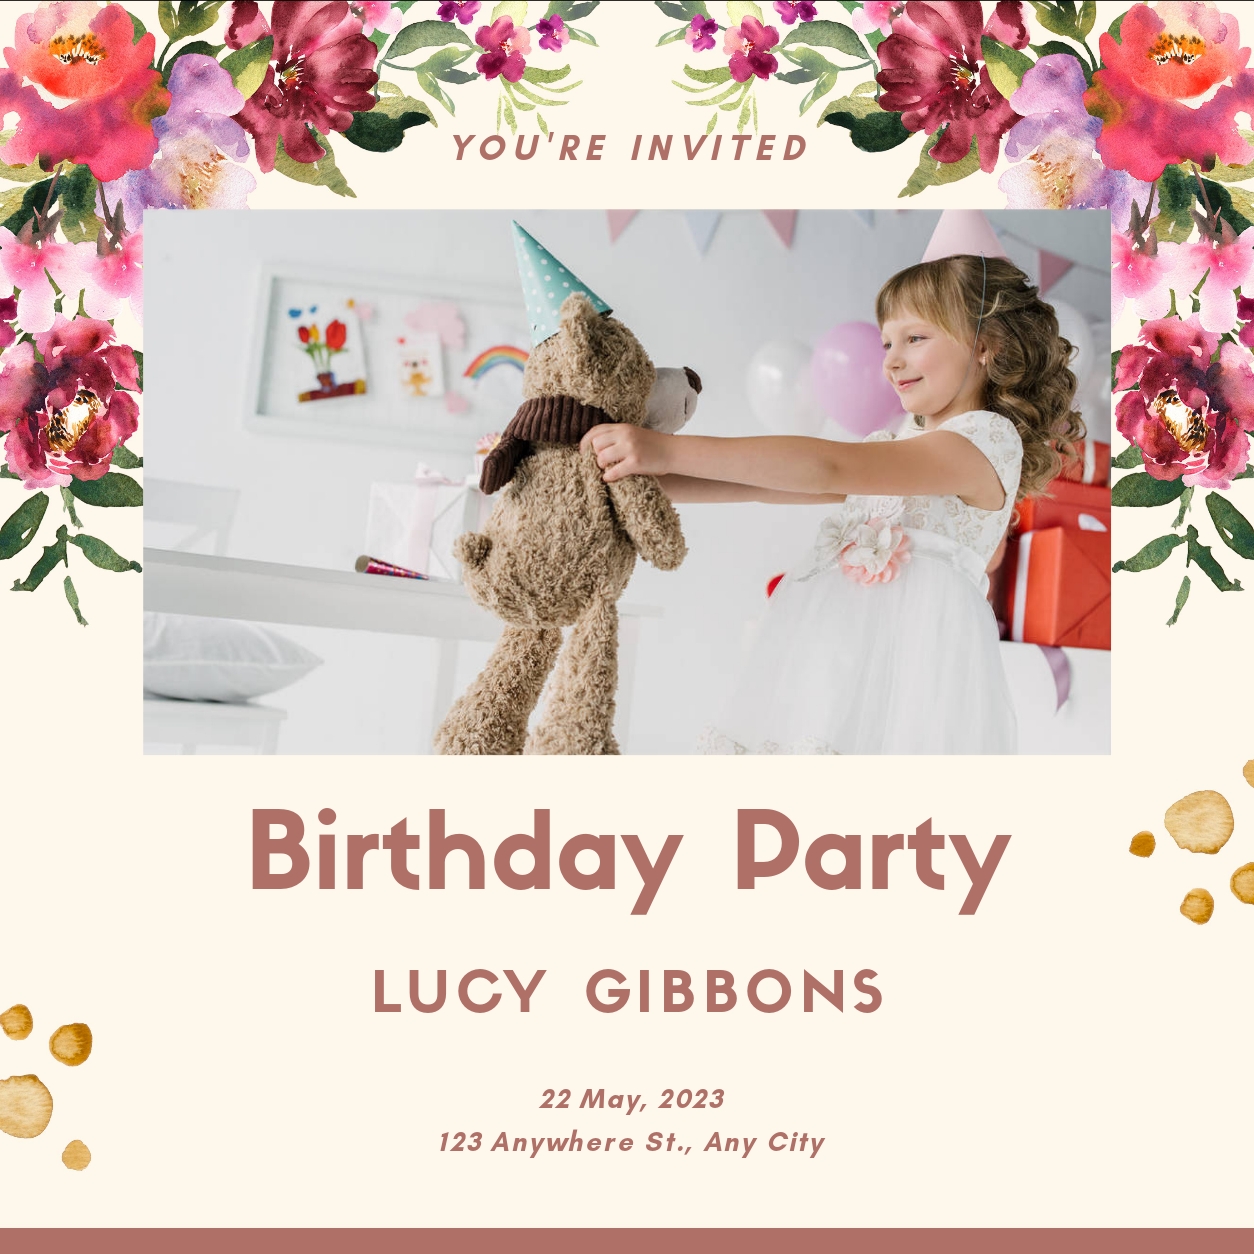 YOU'RE INVITED
Birthday Party
LUCY GIBBONS
22 May, 2023
123 Anywhere St., Any City